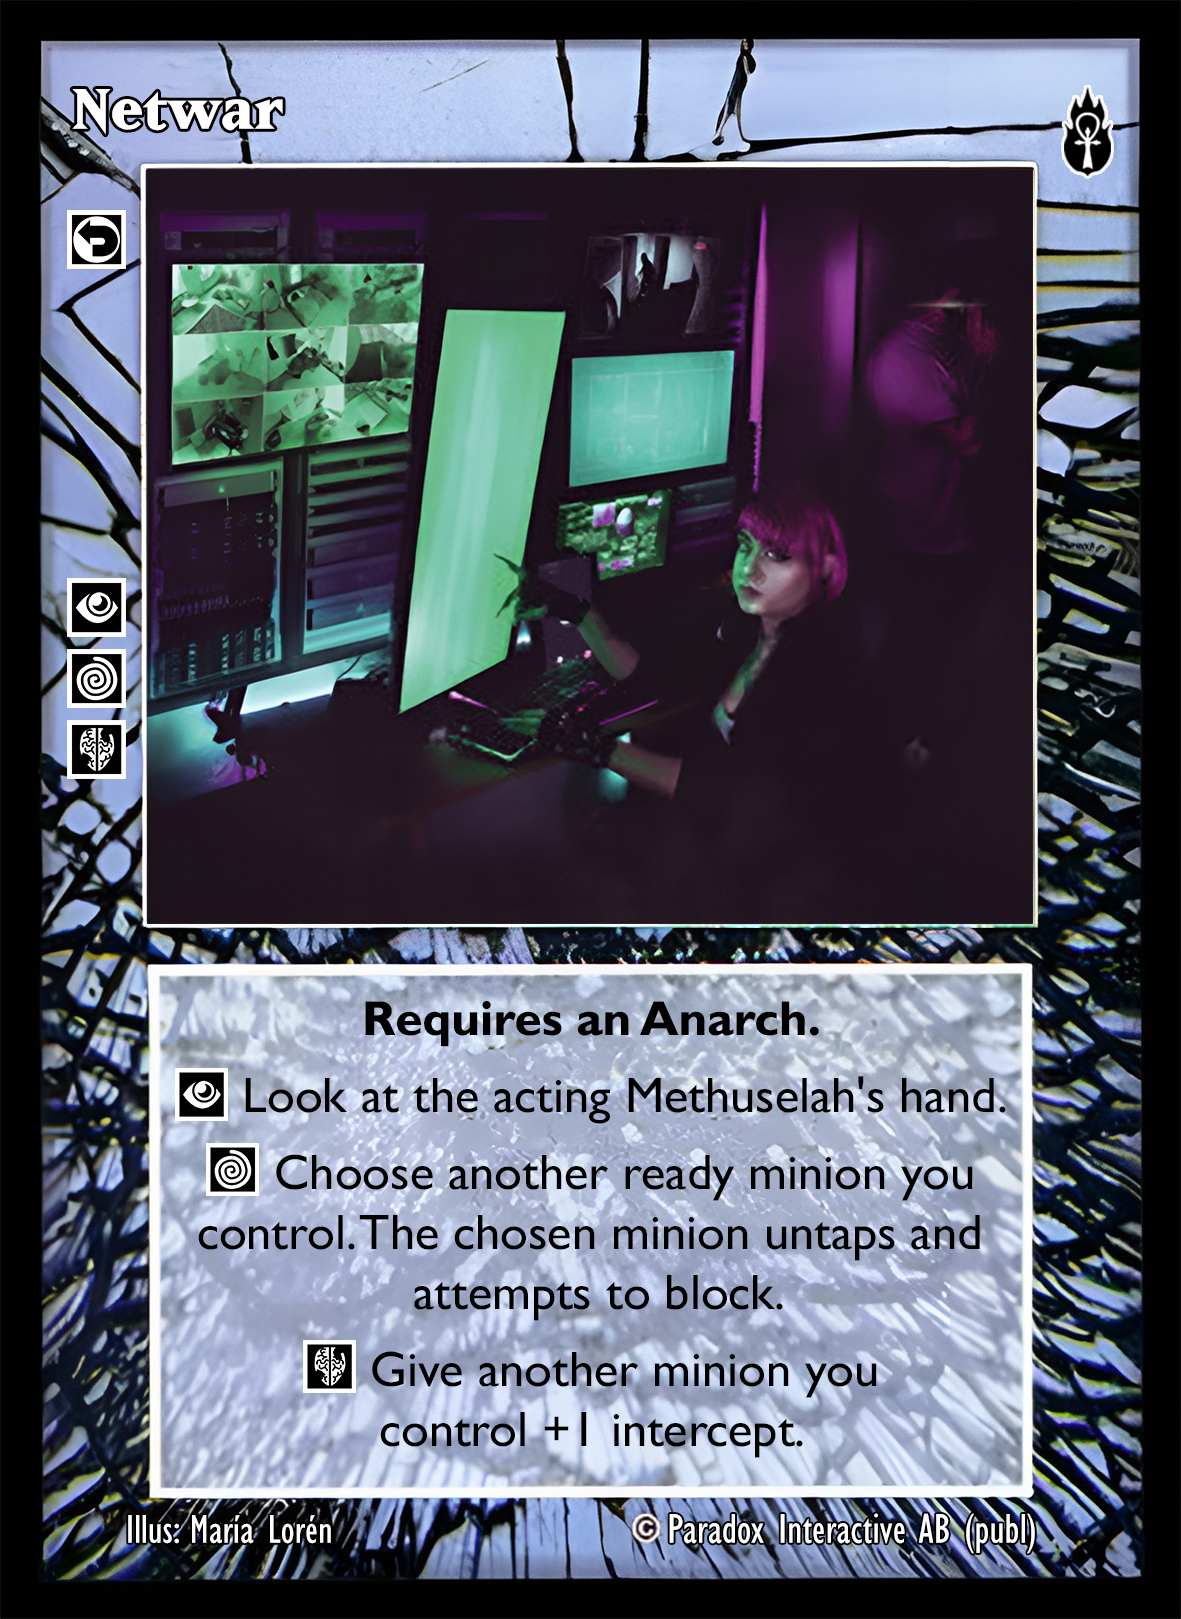 Netwar
Requires an Anarch.
Look at the acting Methuselah's hand.
Choose another ready minion you
control. The chosen minion untaps and
attempts to block.
Give another minion you
control +1 intercept.
Illus: María Lorén
© Paradox Interactive AB (publ)